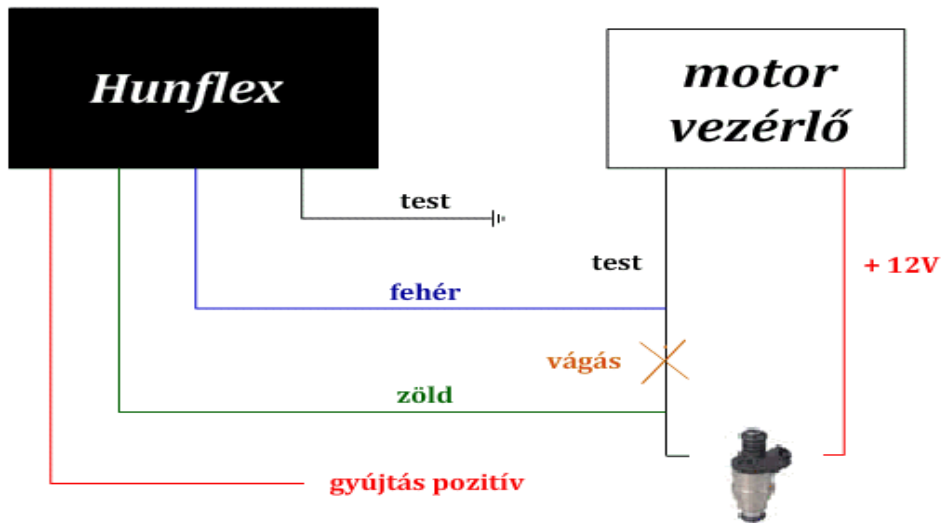 Hunflex
motor
vezérlő
test
test
+ 12V
fehér
vágás
zöld
gyújtás pozitív